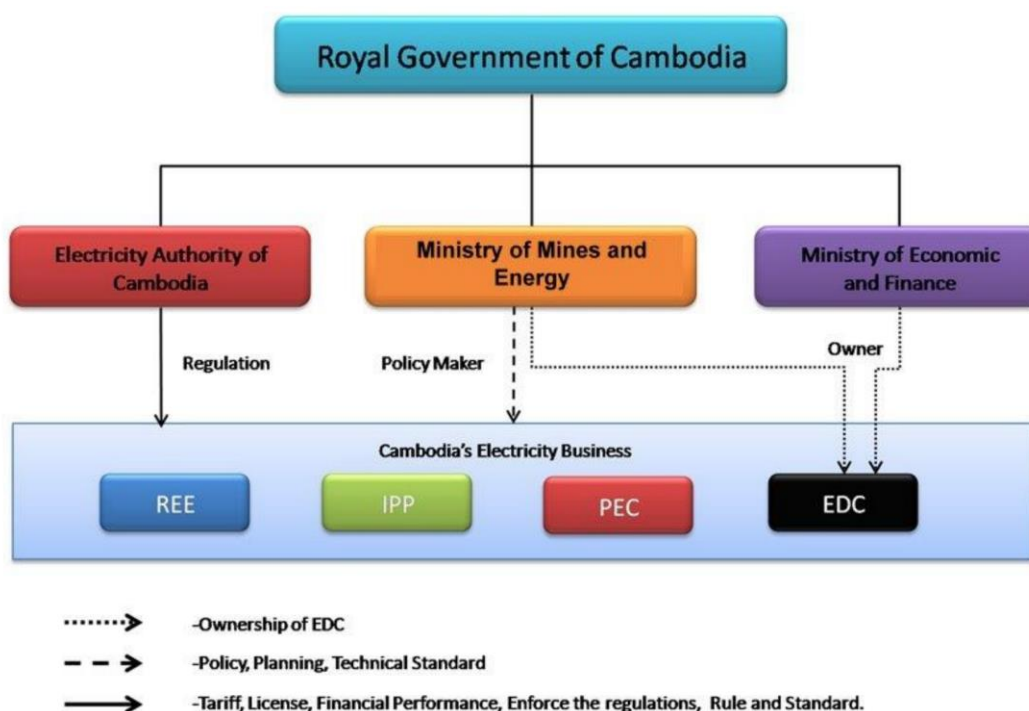 Royal Government of Cambodia
Electricity Authority of
Cambodia
Ministry of Mines and
Energy
Ministry of Economic
and Finance
Regulation
Policy Maker
Owner
Cambodia's Electricity Business
REE
IPP
PEC
EDC
-Ownership of EDC
-Policy, Planning, Technical Standard
-Tariff, License, Financial Performance, Enforce the regulations, Rule and Standard.